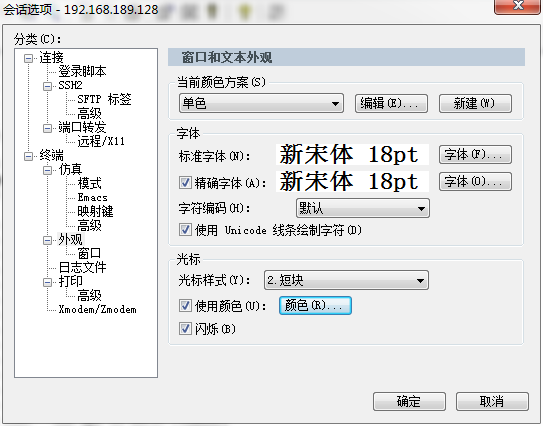 会话选项 - 192.168.189.128
分类(C):
连接
登录脚本
SSH2
SFTP 标签
高级
端口转发
远程/X11
终端
仿真
模式
Emacs
映射键
高级
外观
窗口
日志文件
打印
高级
Xmodem/Zmodem
窗口和文本外观
当前颜色方案(S)
单色 编辑(E)... 新建(W)
字体
标准字体(N): 新宋体 18pt 字体(F)...
精确字体(A): 新宋体 18pt 字体(O)...
字符编码(H): 默认
使用 Unicode 线条绘制字符(D)
光标
光标样式(Y): 2.短块
使用颜色(U): 颜色(R)...
闪烁(B)
确定 取消